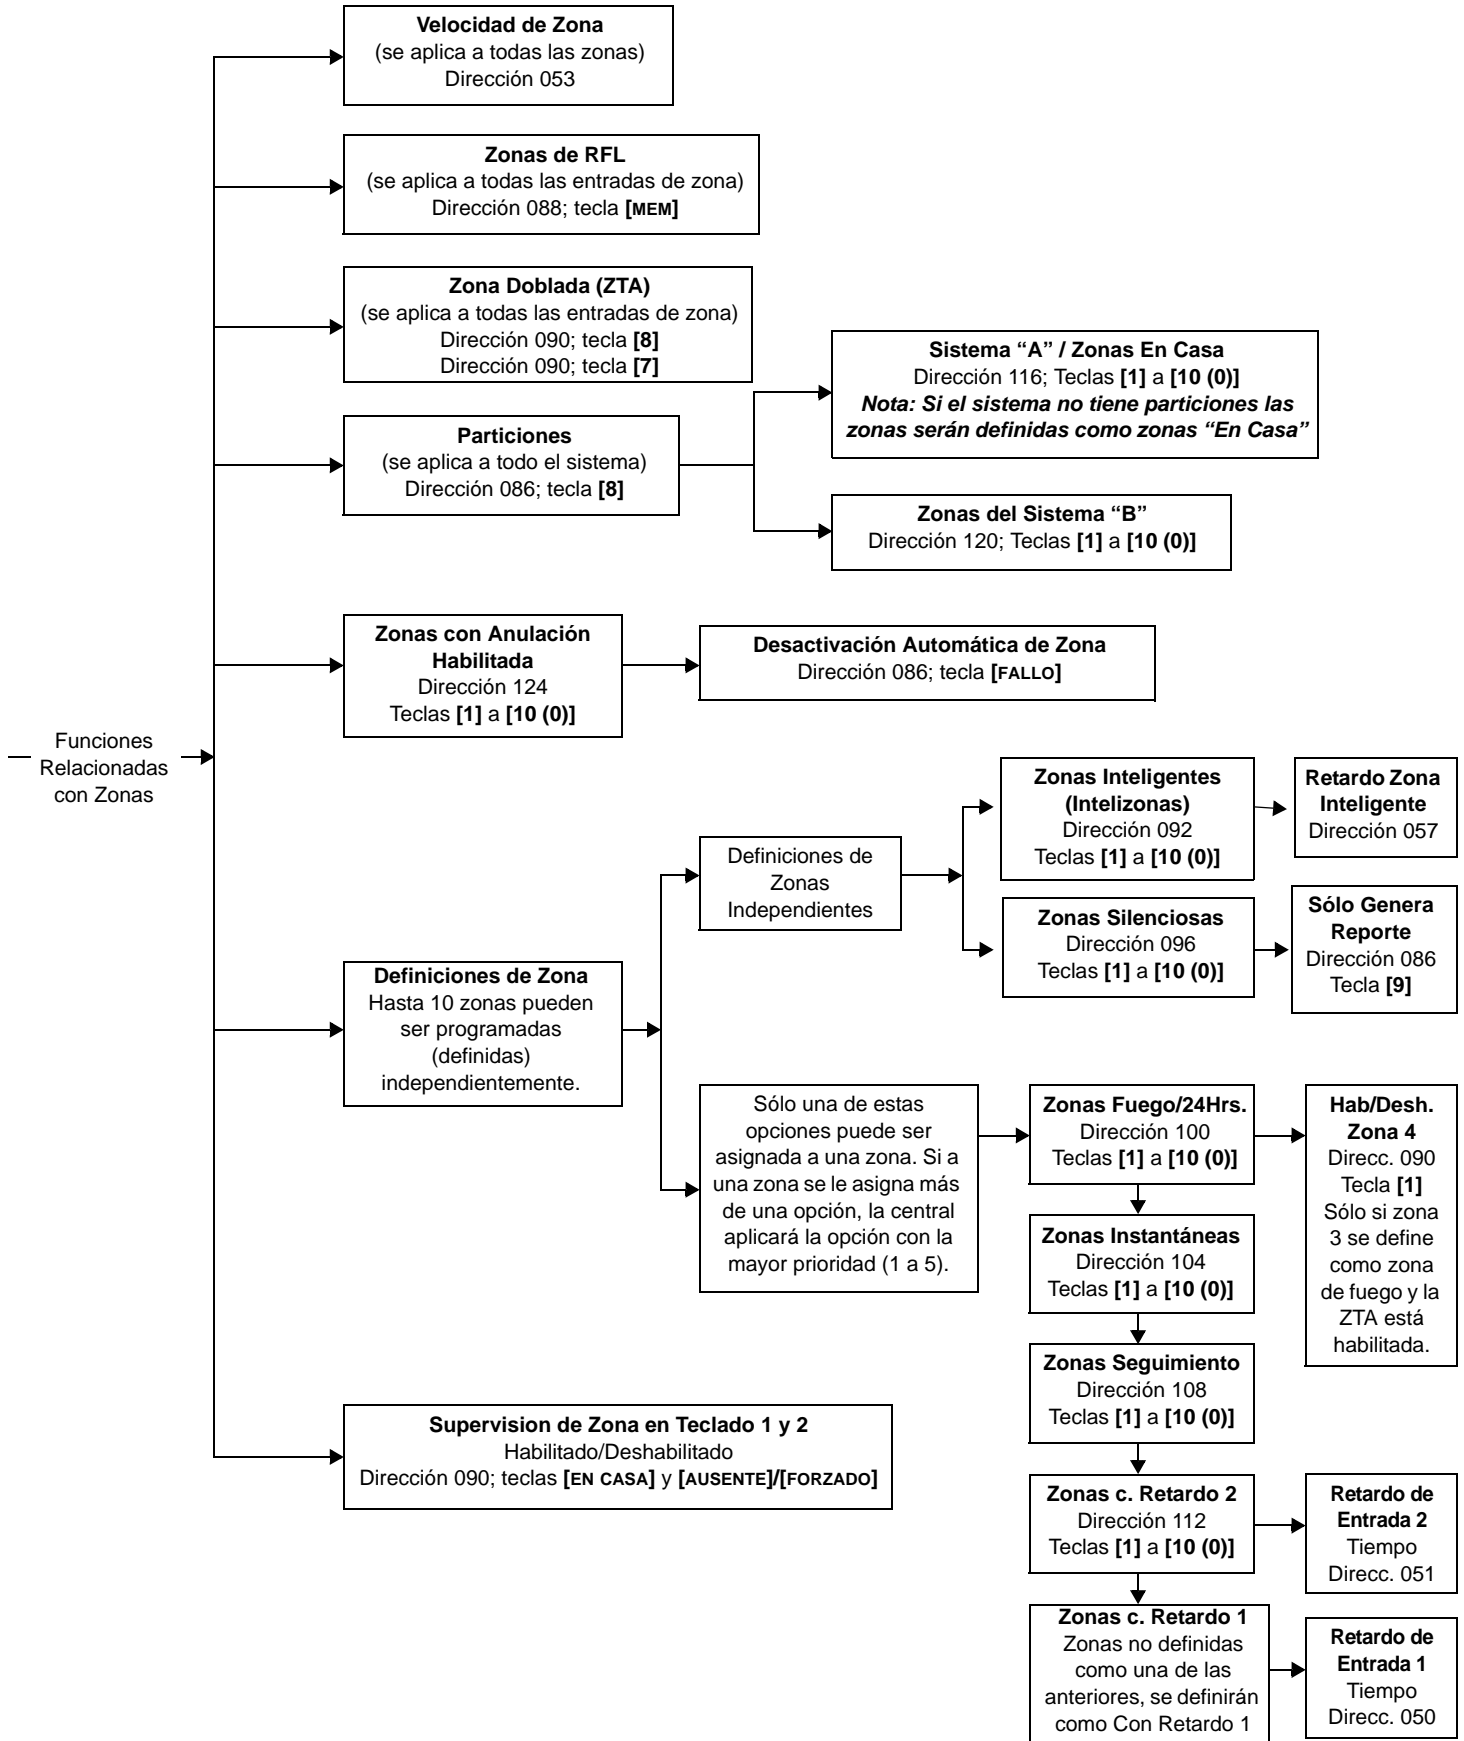 Velocidad de Zona
(se aplica a todas las zonas)
Dirección 053
Zonas de RFL
(se aplica a todas las entradas de zona)
Dirección 088; tecla [MEM]
Zona Doblada (ZTA)
(se aplica a todas las entradas de zona)
Dirección 090; tecla [8]
Dirección 090; tecla [7]
Particiones
(se aplica a todo el sistema)
Dirección 086; tecla [8]
Sistema “A” / Zonas En Casa
Dirección 116; Teclas [1] a [10 (0)]
Nota: Si el sistema no tiene particiones las
zonas serán definidas como zonas “En Casa”
Zonas del Sistema “B”
Dirección 120; Teclas [1] a [10 (0)]
Zonas con Anulación
Habilitada
Dirección 124
Teclas [1] a [10 (0)]
Desactivación Automática de Zona
Dirección 086; tecla [FALLO]
Funciones
Relacionadas
con Zonas
Definiciones de Zona
Hasta 10 zonas pueden
ser programadas
(definidas)
independientemente.
Definiciones de
Zonas
Independientes
Zonas Inteligentes
(Intelizonas)
Dirección 092
Teclas [1] a [10 (0)]
Retardo Zona
Inteligente
Dirección 057
Zonas Silenciosas
Dirección 096
Teclas [1] a [10 (0)]
Sólo Genera
Reporte
Dirección 086
Tecla [9]
Sólo una de estas
opciones puede ser
asignada a una zona. Si a
una zona se le asigna más
de una opción, la central
aplicará la opción con la
mayor prioridad (1 a 5).
Zonas Fuego/24Hrs.
Dirección 100
Teclas [1] a [10 (0)]
Hab/Desh.
Zona 4
Direcc. 090
Tecla [1]
Sólo si zona
3 se define
como zona
de fuego y la
ZTA está
habilitada.
Zonas Instantáneas
Dirección 104
Teclas [1] a [10 (0)]
Zonas Seguimiento
Dirección 108
Teclas [1] a [10 (0)]
Zonas c. Retardo 2
Dirección 112
Teclas [1] a [10 (0)]
Retardo de
Entrada 2
Tiempo
Direcc. 051
Zonas c. Retardo 1
Zonas no definidas
como una de las
anteriores, se definirán
como Con Retardo 1
Retardo de
Entrada 1
Tiempo
Direcc. 050
Supervision de Zona en Teclado 1 y 2
Habilitado/Deshabilitado
Dirección 090; teclas [EN CASA] y [AUSENTE]/[FORZADO]